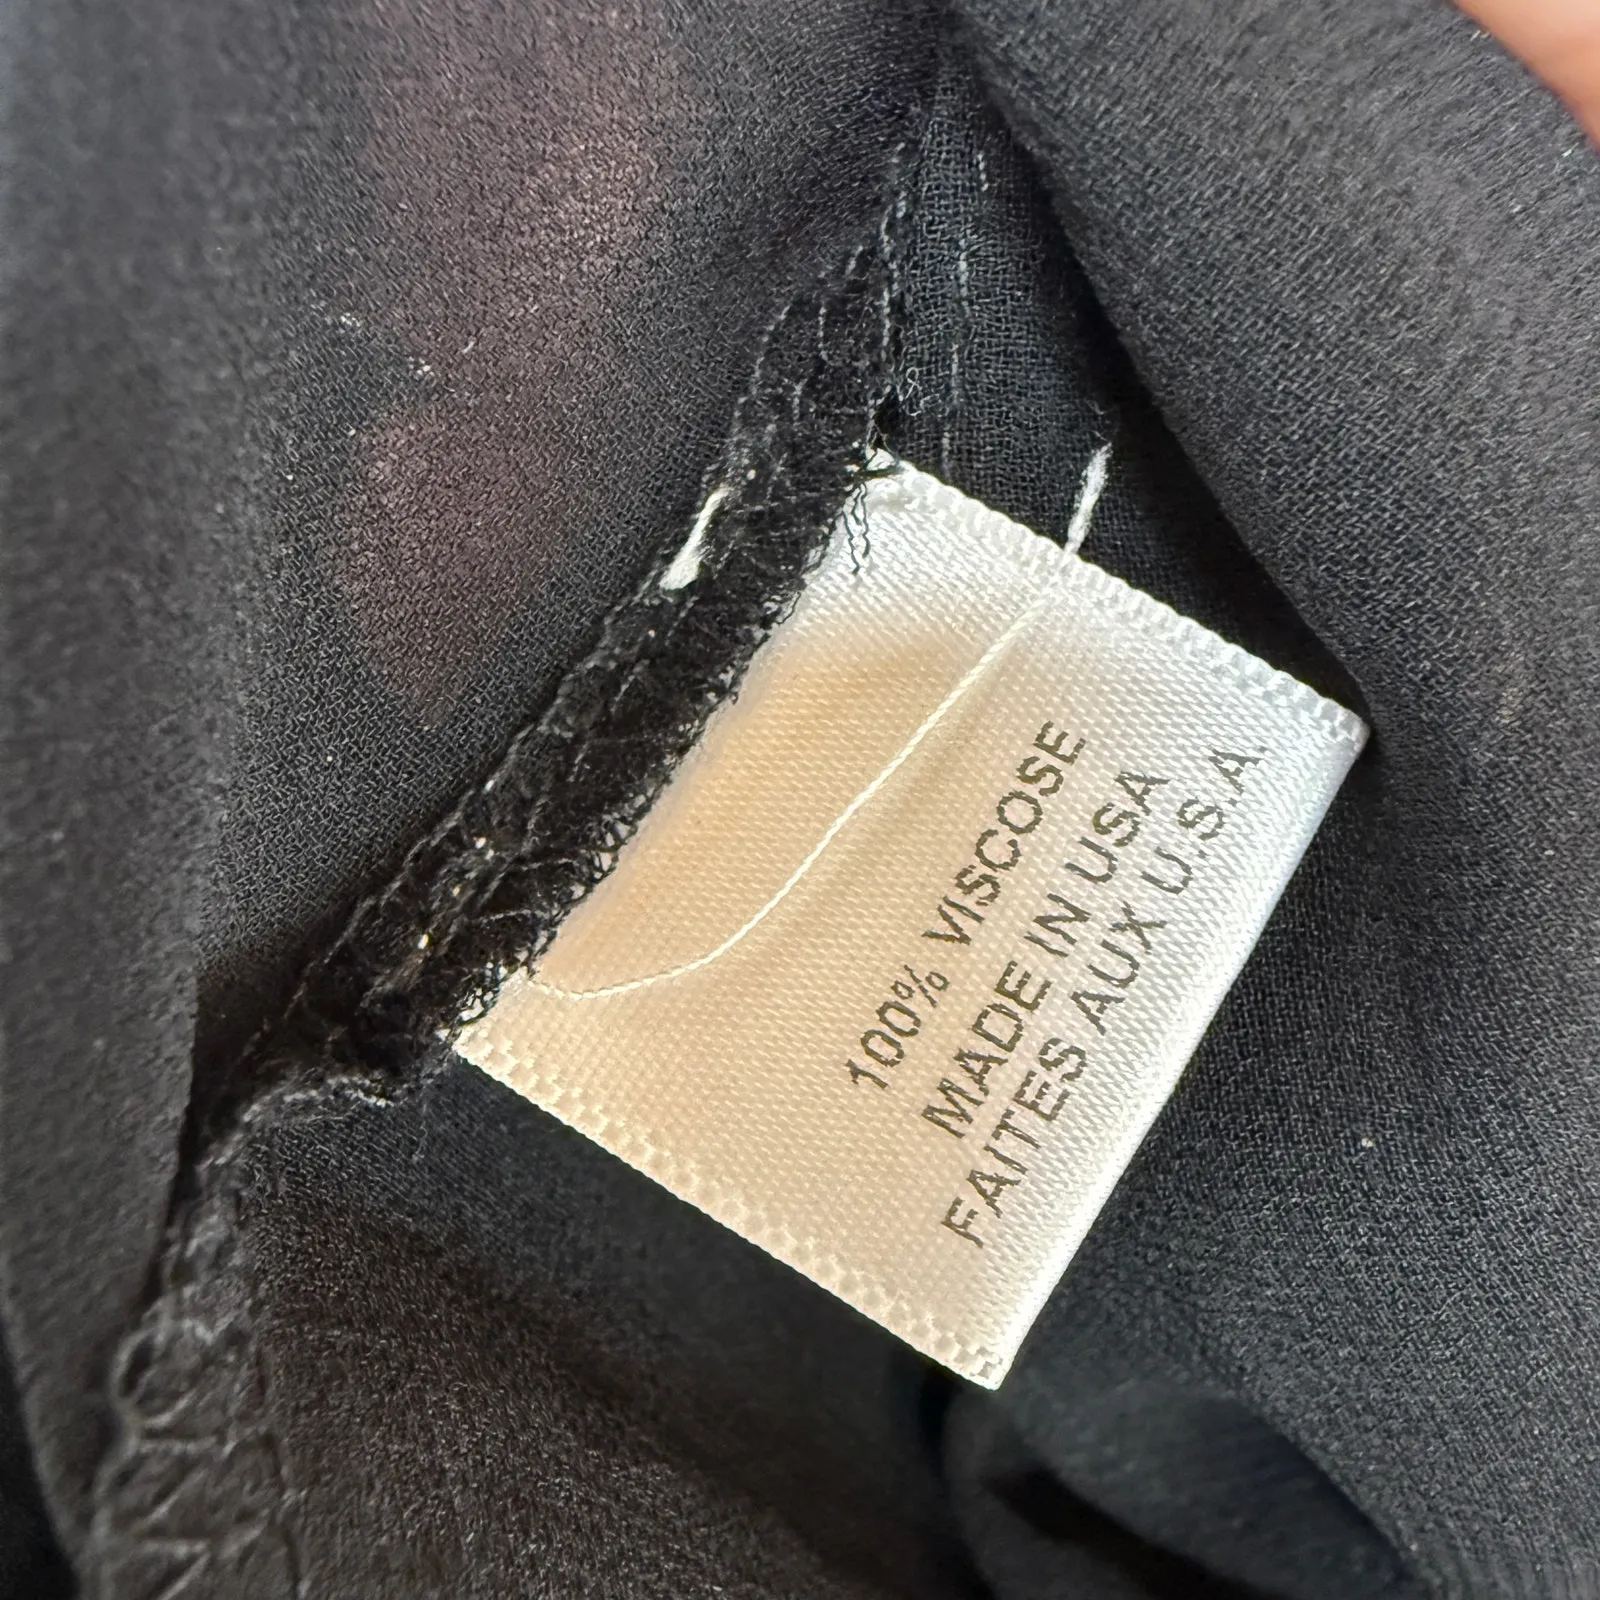 100% VISCOSE
MADE IN USA
FAITES AUX U.S.A.